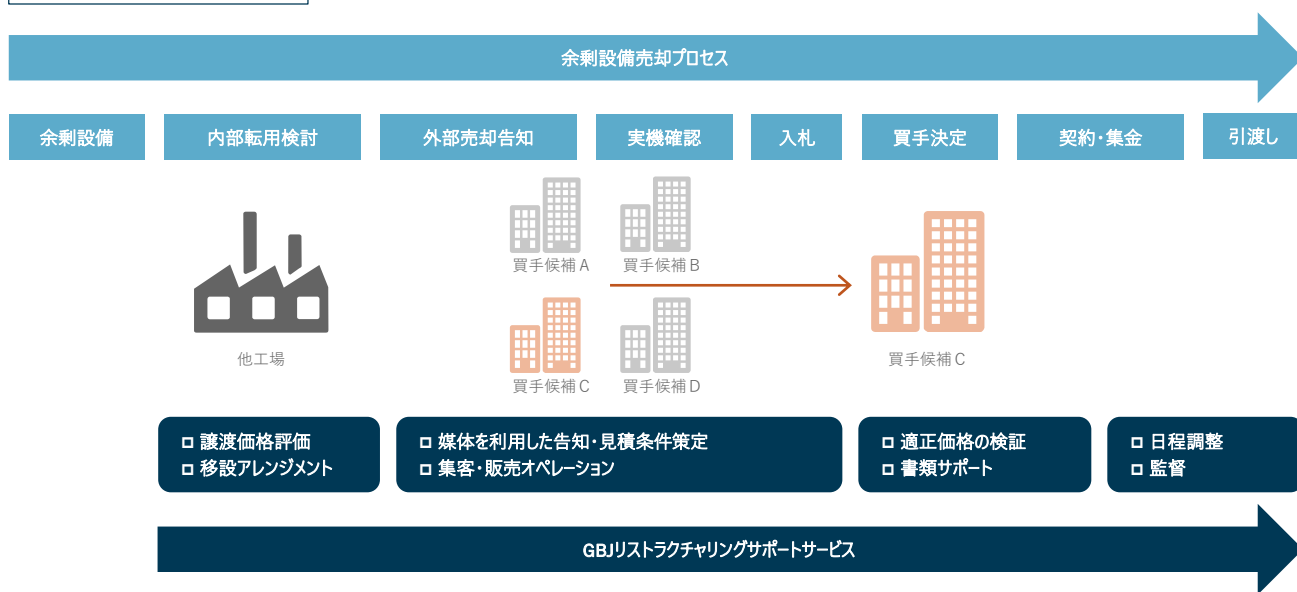 余剰設備売却プロセス
余剰設備
内部転用検討
外部売却告知
実機確認
入札
買手決定
契約・集金
引渡し
買手候補A
買手候補B
買手候補C
買手候補D
他工場
買手候補C
譲渡価格評価
移設アレンジメント
媒体を利用した告知・見積条件策定
集客・販売オペレーション
適正価格の検証
書類サポート
日程調整
監督
GBJリストラクチャリングサポートサービス